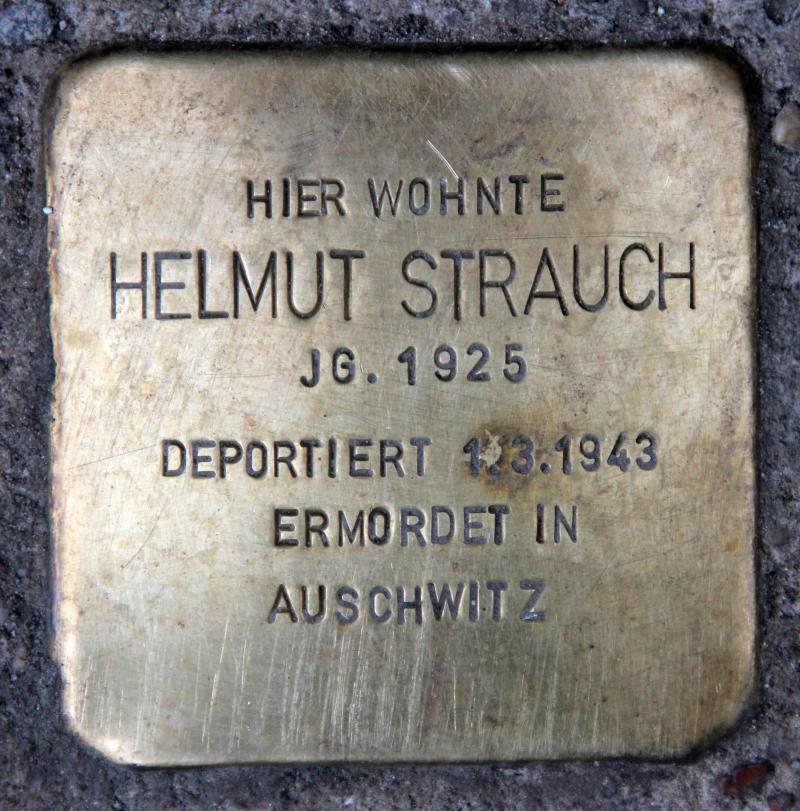 HIER WOHNTE
HELMUT STRAUCH
JG. 1925
DEPORTIERT 1.3.1943
ERMORDET IN
AUSCHWITZ